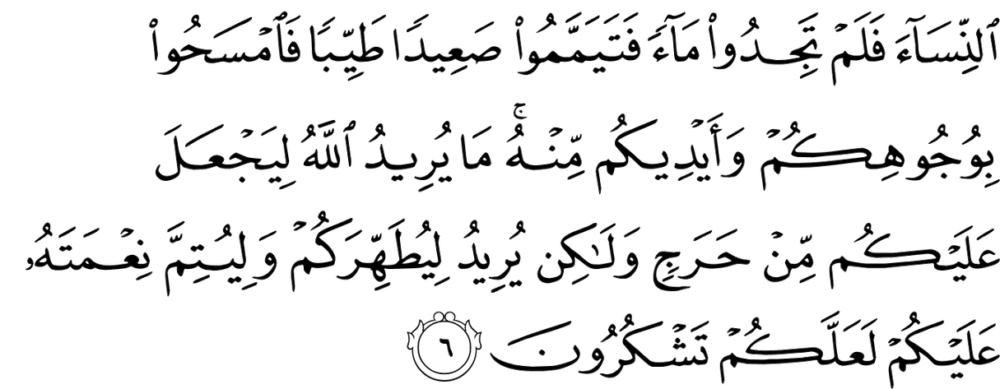 ٱلنِّسَآءَ فَلَمْ تَجِدُوا۟ مَآءً فَتَيَمَّمُوا۟ صَعِيدًا طَيِّبًا فَٱمْسَحُوا۟
بِوُجُوهِكُمْ وَأَيْدِيكُم مِّنْهُ ۚ مَا يُرِيدُ ٱللَّهُ لِيَجْعَلَ
عَلَيْكُم مِّنْ حَرَجٍ وَلَـٰكِن يُرِيدُ لِيُطَهِّرَكُمْ وَلِيُتِمَّ نِعْمَتَهُۥ
عَلَيْكُمْ لَعَلَّكُمْ تَشْكُرُونَ ٦